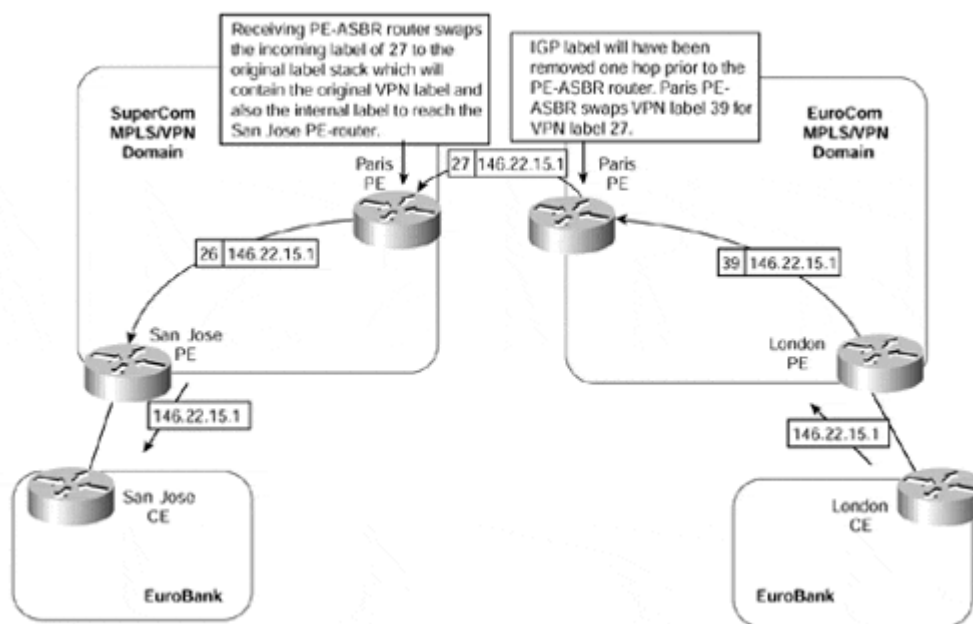 Receiving PE-ASBR router swaps
the incoming label of 27 to the
original label stack which will
contain the original VPN label and
also the internal label to reach the
San Jose PE-router.
IGP label will have been
removed one hop prior to the
PE-ASBR router. Paris PE-
ASBR swaps VPN label 39 for
VPN label 27.
SuperCom
MPLS/VPN
Domain
EuroCom
MPLS/VPN
Domain
Paris
PE
27 146.22.15.1
Paris
PE
26 146.22.15.1
39 146.22.15.1
San Jose
PE
London
PE
146.22.15.1
146.22.15.1
San Jose
CE
London
CE
EuroBank
EuroBank